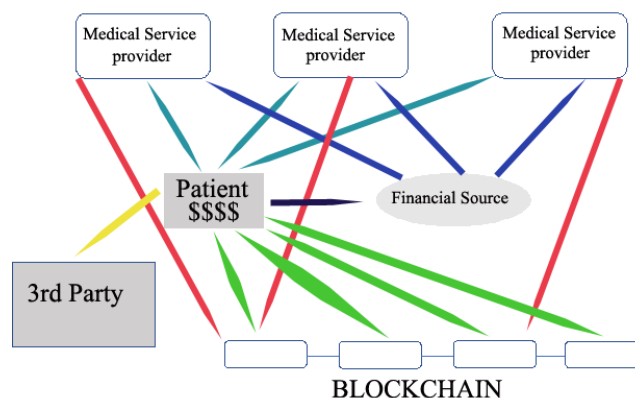 Medical Service
provider
Medical Service
provider
Medical Service
provider
Patient
$$$$
Financial Source
3rd Party
BLOCKCHAIN